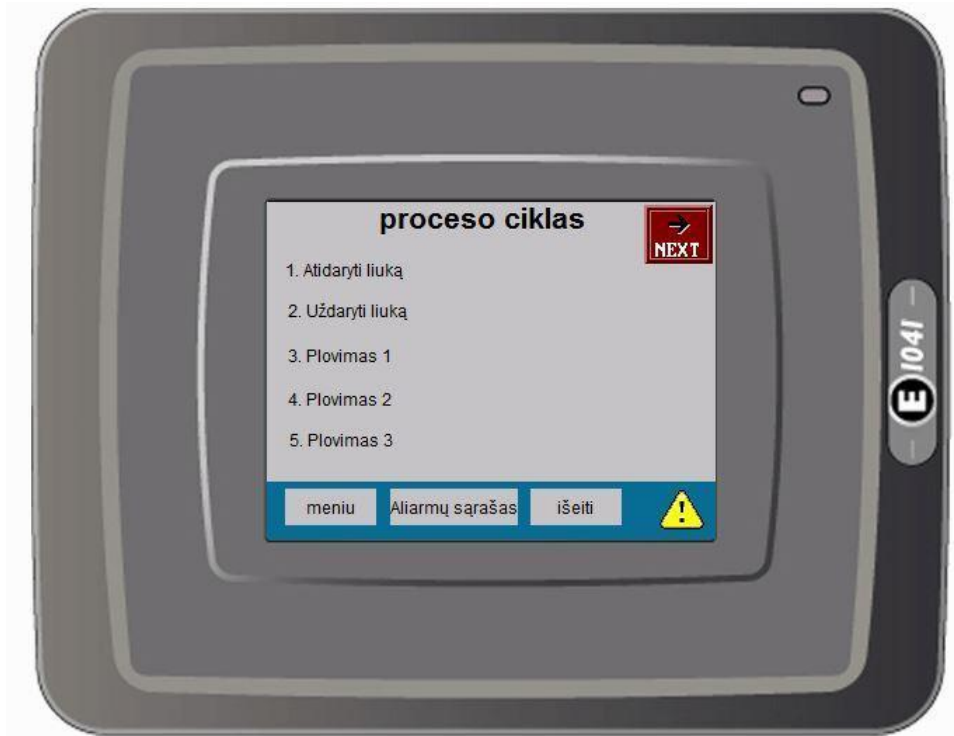 proceso ciklas
NEXT
1. Atidaryti liuką
2. Uždaryti liuką
3. Plovimas 1
4. Plovimas 2
5. Plovimas 3
meniu
Aliarmų sąrašas
išeiti
E1041